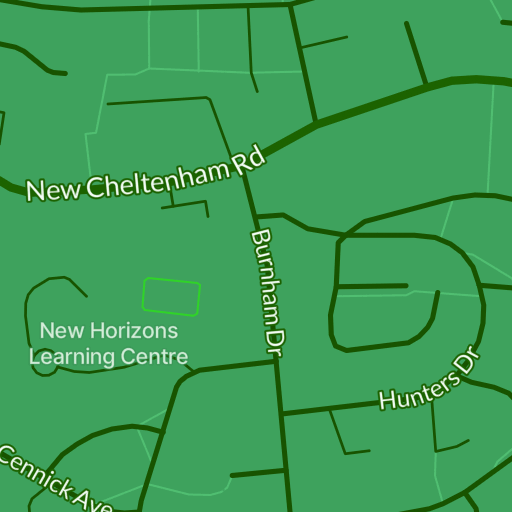 New Cheltenham Rd
Burnham Dr
New Horizons
Learning Centre
Hunters Dr
Cennick Ave